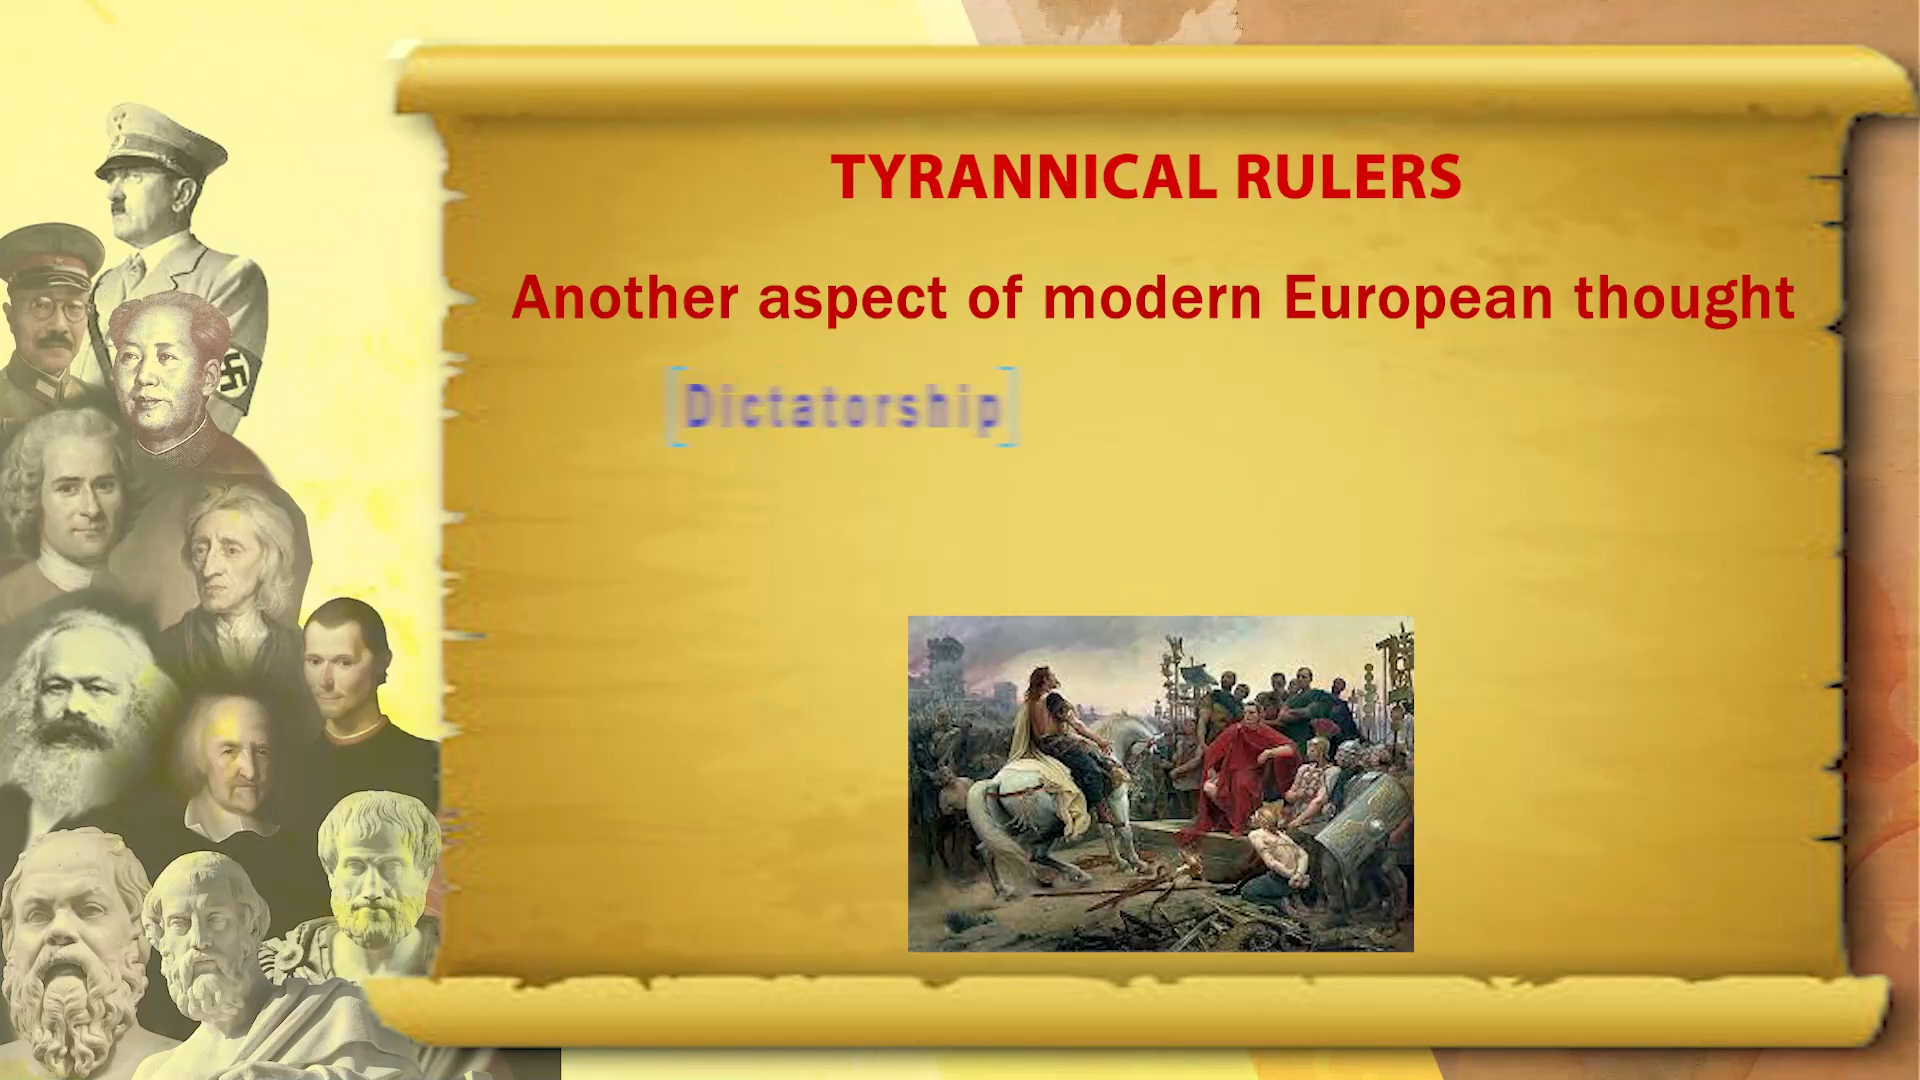 TYRANNICAL RULERS
Another aspect of modern European thought
[Dictatorship]